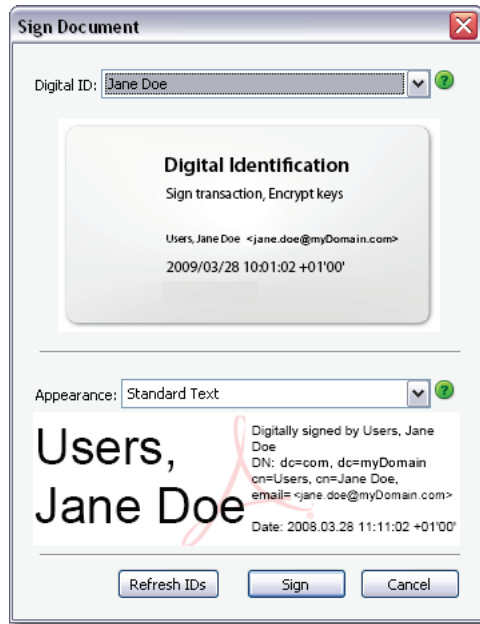 Sign Document
Digital ID: Jane Doe
Digital Identification
Sign transaction, Encrypt keys
Users, Jane Doe <jane.doe@myDomain.com>
2009/03/28 10:01:02 +01'00'
Appearance: Standard Text
Users,
Jane Doe
Digitally signed by Users, Jane
Doe
DN: dc=com, dc=myDomain
cn=Users, cn=Jane Doe,
email= <jane.doe@myDomain.com>
Date: 2008.03.28 11:11:02 +01'00'
Refresh IDs
Sign
Cancel